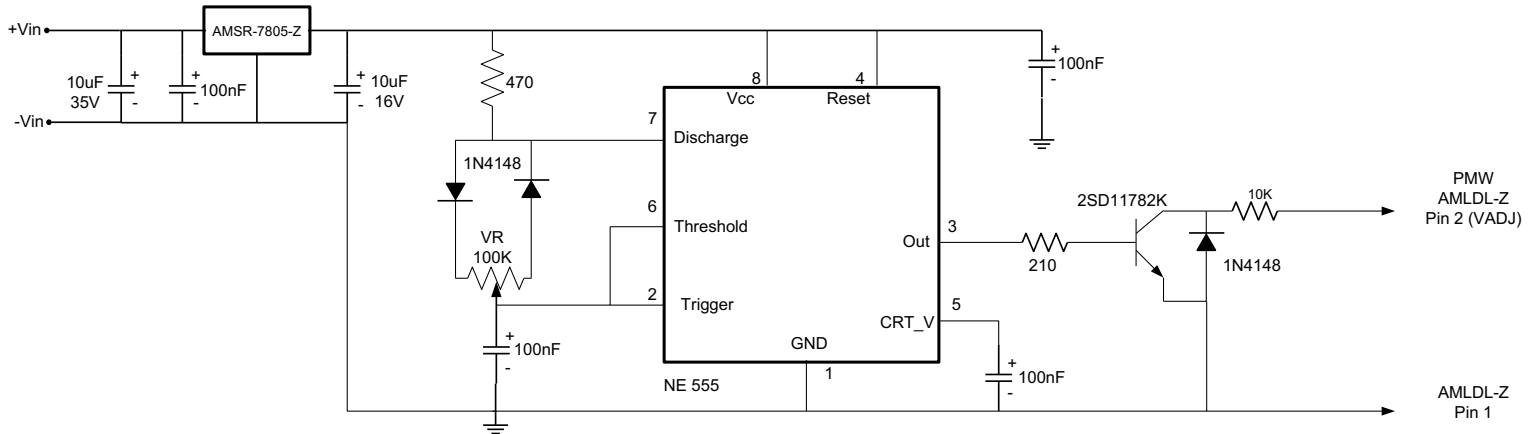 +Vin
AMSR-7805-Z
10uF
35V
+
-
+
100nF
-
+
10uF
16V
-
-Vin
470
8
Vcc
4
Reset
+
100nF
-
7
Discharge
1N4148
6
Threshold
VR
100K
2
Trigger
+
100nF
-
3
Out
210
2SD11782K
10K
1N4148
PMW
AMLDL-Z
Pin 2 (VADJ)
5
CRT_V
GND
1
+
100nF
-
NE 555
AMLDL-Z
Pin 1